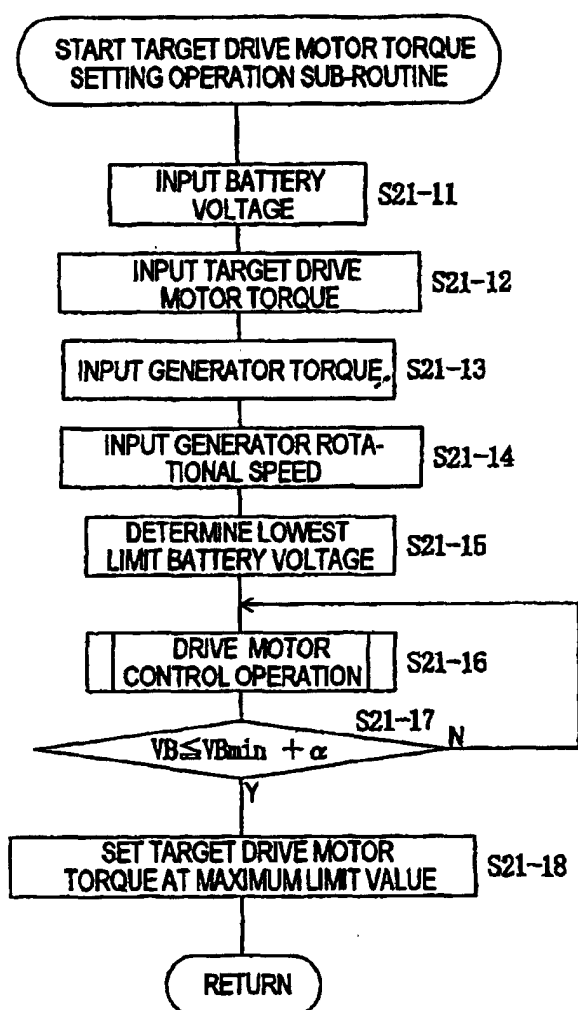 START TARGET DRIVE MOTOR TORQUE
SETTING OPERATION SUB-ROUTINE
INPUT BATTERY
VOLTAGE
S21-11
INPUT TARGET DRIVE
MOTOR TORQUE
S21-12
INPUT GENERATOR TORQUE
S21-13
INPUT GENERATOR ROTA-
TIONAL SPEED
S21-14
DETERMINE LOWEST
LIMIT BATTERY VOLTAGE
S21-15
DRIVE MOTOR
CONTROL OPERATION
S21-16
S21-17
VB≦VBmin + α
N
Y
SET TARGET DRIVE MOTOR
TORQUE AT MAXIMUM LIMIT VALUE
S21-18
RETURN